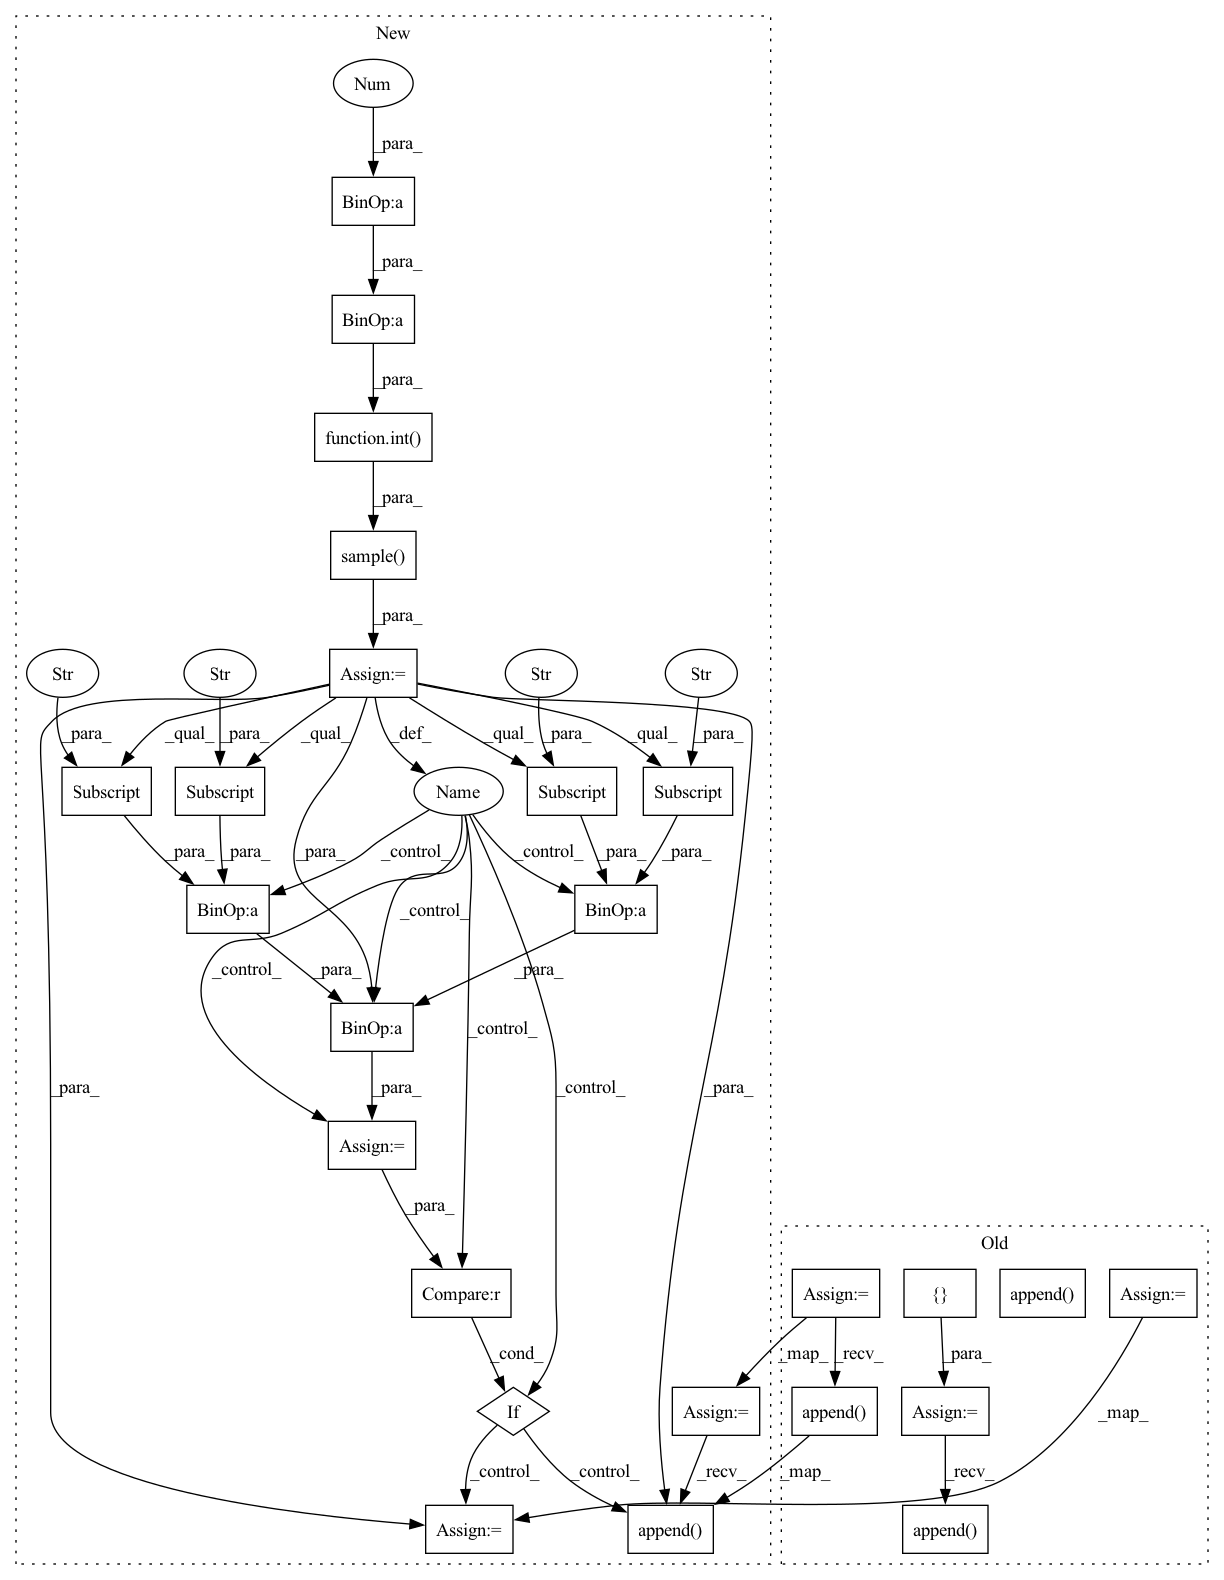 New
Num
_para_
BinOp:a
_para_
BinOp:a
_para_
function.int()
_para_
sample()
_para_
Str
Str
Assign:=
Str
Str
_para_
_qual_
_para_
_qual_
_def_
_qual_
_para_
_qual_
_para_
Subscript
Subscript
Name
Subscript
Subscript
_para_
_para_
_para_
_control_
_control_
_para_
_para_
BinOp:a
_control_
BinOp:a
_control_
_para_
_para_
BinOp:a
_control_
_para_
_para_
_control_
_para_
Assign:=
_para_
Old
Compare:r
Assign:=
{}
append()
Assign:=
_cond_
_map_
_recv_
_para_
If
Assign:=
append()
Assign:=
_map_
_control_
_control_
_recv_
_map_
_recv_
Assign:=
append()
append()